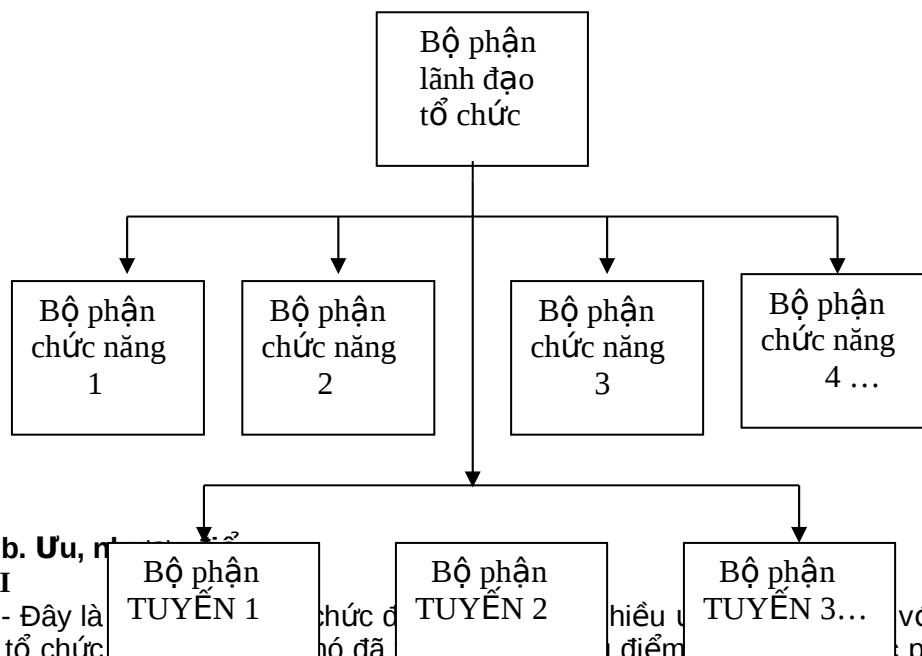 Bộ phận
lãnh đạo
tổ chức
Bộ phận
chức năng
1
Bộ phận
chức năng
2
Bộ phận
chức năng
3
Bộ phận
chức năng
4 …
b. Ưu,
I
Bộ phận
TUYẾN 1
Bộ phận
TUYẾN 2
Bộ phận
TUYẾN 3…
- Đây là chức hiều
tổ chức đã điểm